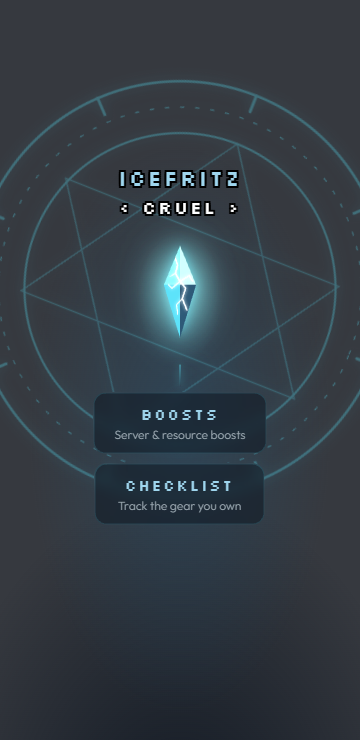 ICEFRITZ
< CRUEL >
BOOSTS
Server & resource boosts
CHECKLIST
Track the gear you own